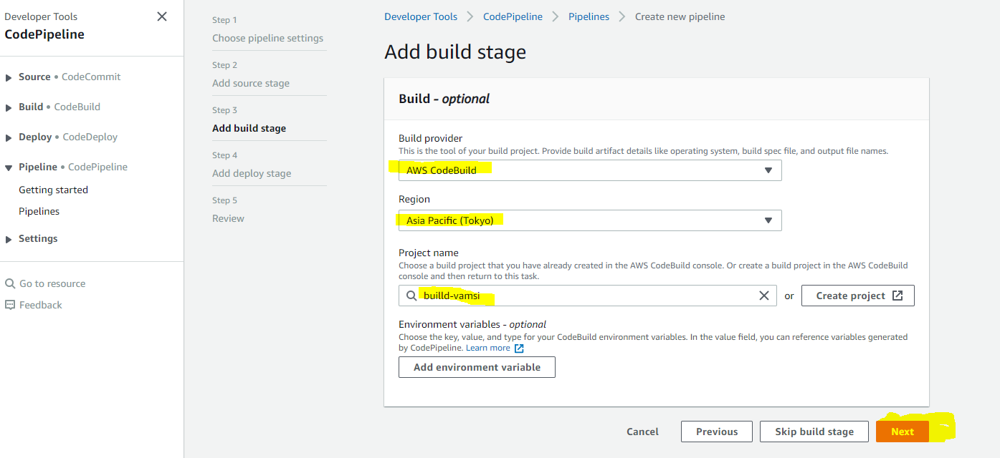 Developer Tools
CodePipeline
Source • CodeCommit
Build • CodeBuild
Deploy • CodeDeploy
Pipeline • CodePipeline
Getting started
Pipelines
Settings
Go to resource
Feedback
Step 1
Choose pipeline settings
Step 2
Add source stage
Step 3
Add build stage
Step 4
Add deploy stage
Step 5
Review
Developer Tools > CodePipeline > Pipelines > Create new pipeline
Add build stage
Build - optional
Build provider
This is the tool of your build project. Provide build artifact details like operating system, build spec file, and output file names.
AWS CodeBuild
Region
Asia Pacific (Tokyo)
Project name
Choose a build project that you have already created in the AWS CodeBuild console. Or create a build project in the AWS CodeBuild
console and then return to this task.
builld-vamsi
or
Create project
Environment variables - optional
Choose the key, value, and type for your CodeBuild environment variables. In the value field, you can reference variables generated
by CodePipeline. Learn more
Add environment variable
Cancel
Previous
Skip build stage
Next